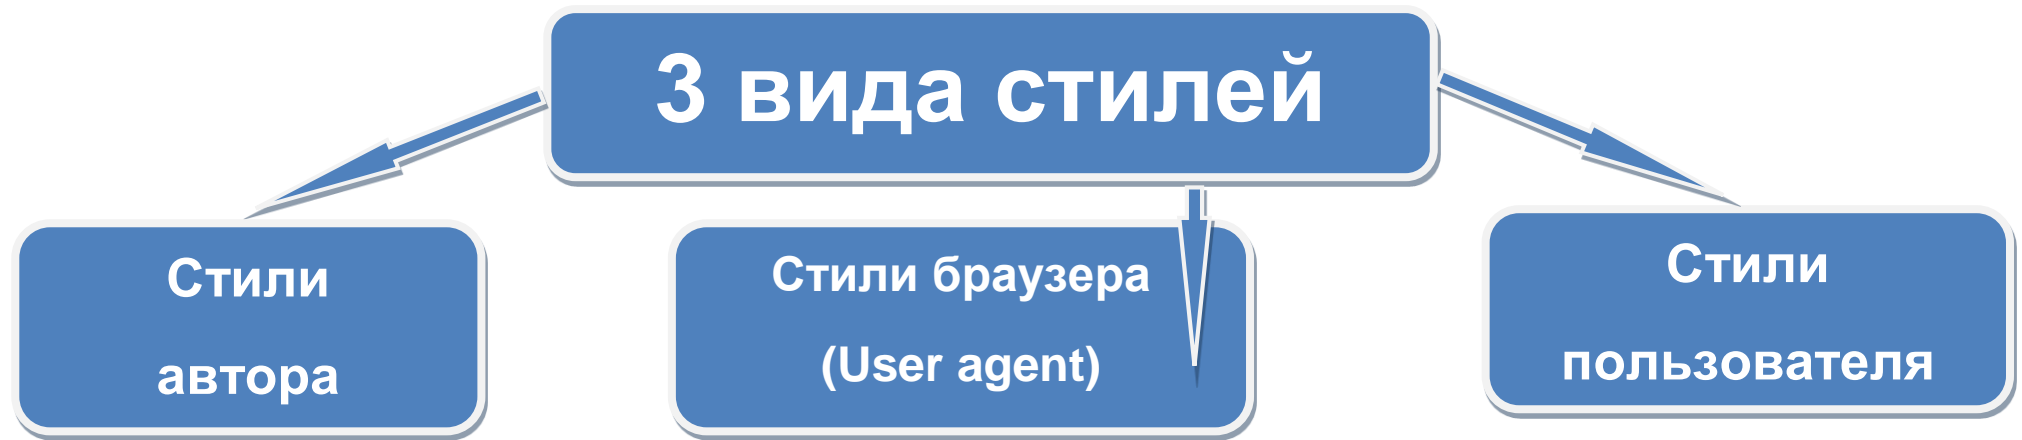 3 вида стилей
Стили
автора
Стили браузера
(User agent)
Стили
пользователя